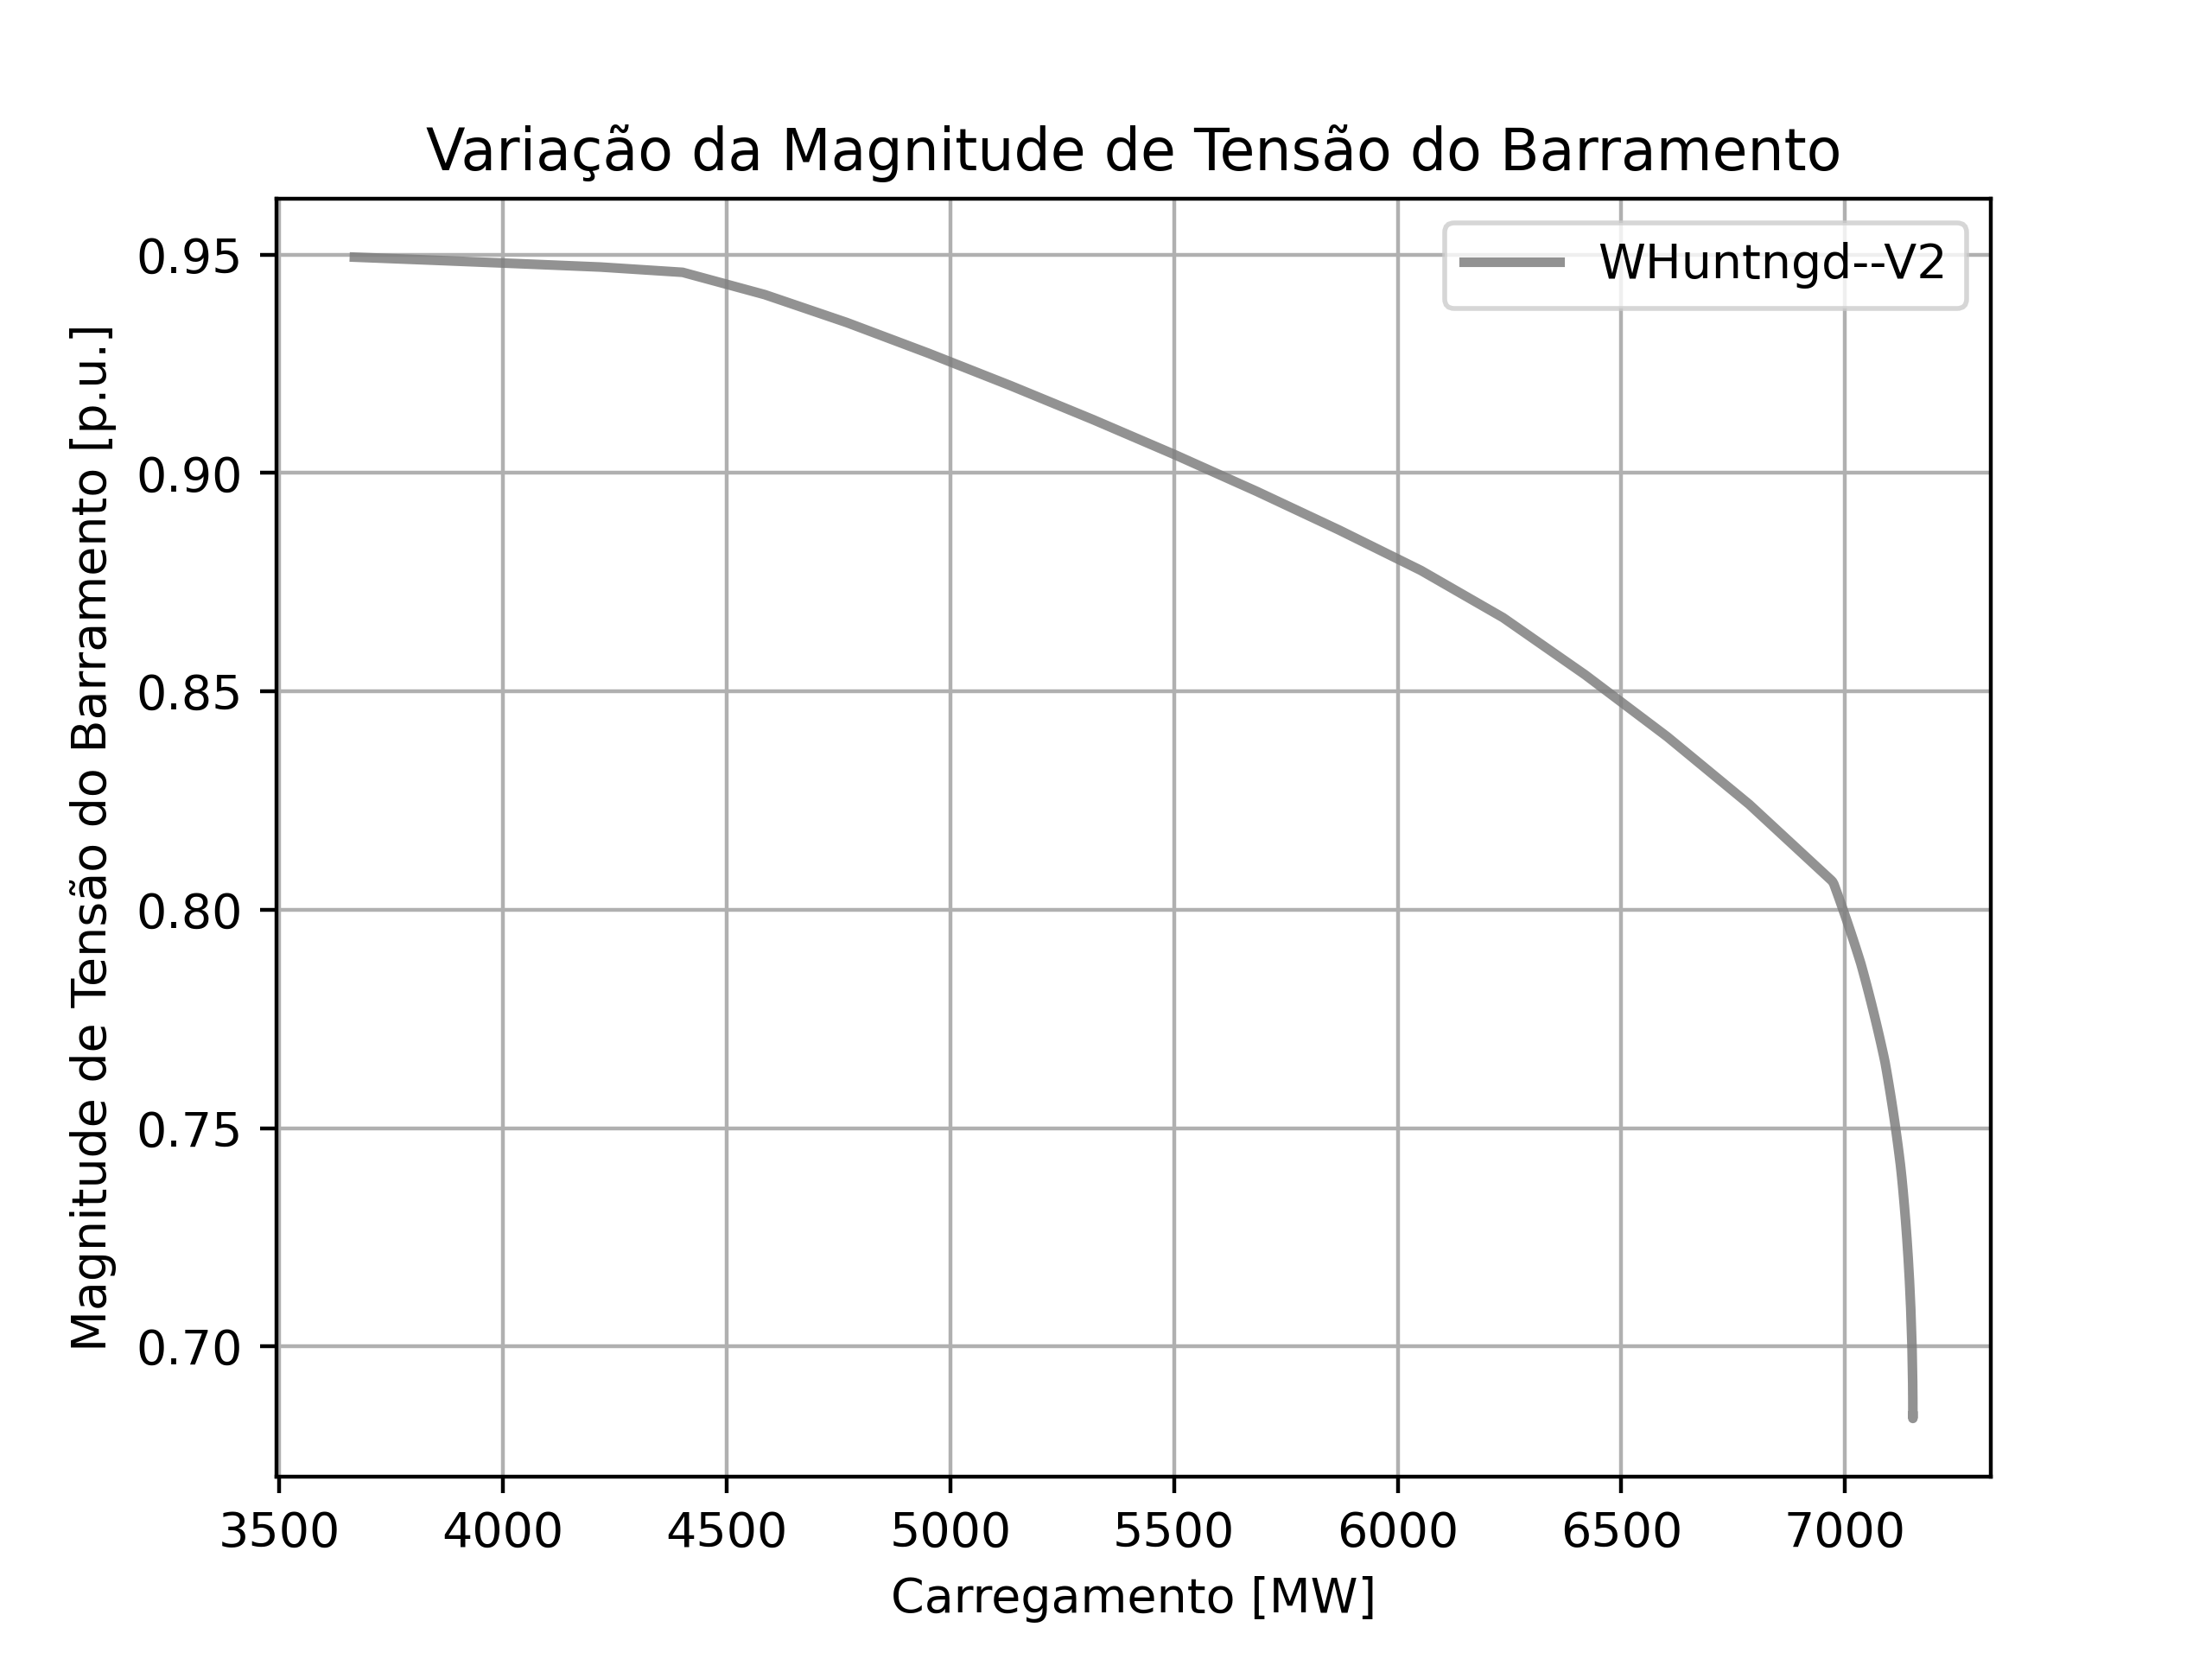 Variação da Magnitude de Tensão do Barramento
WHuntngd--V2
Magnitude de Tensão do Barramento [p.u.]
0.95
0.90
0.85
0.80
0.75
0.70
3500 4000 4500 5000 5500 6000 6500 7000
Carregamento [MW]